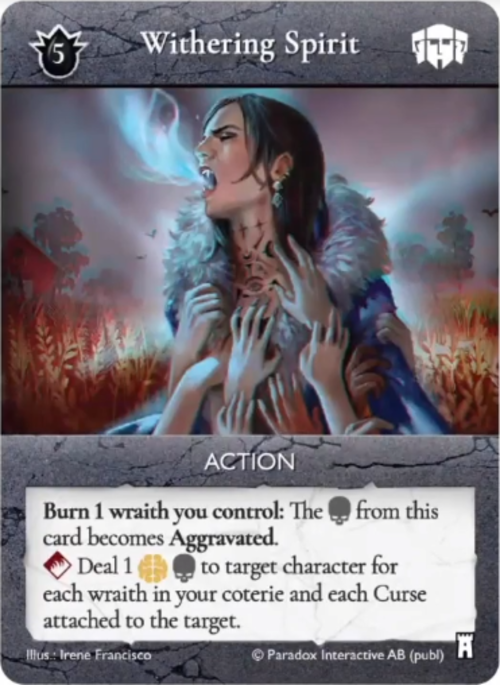 5
Withering Spirit
ACTION
Burn 1 wraith you control: The from this
card becomes Aggravated.
Deal 1 to target character for
each wraith in your coterie and each Curse
attached to the target.
Illus.: Irene Francisco
© Paradox Interactive AB (publ)